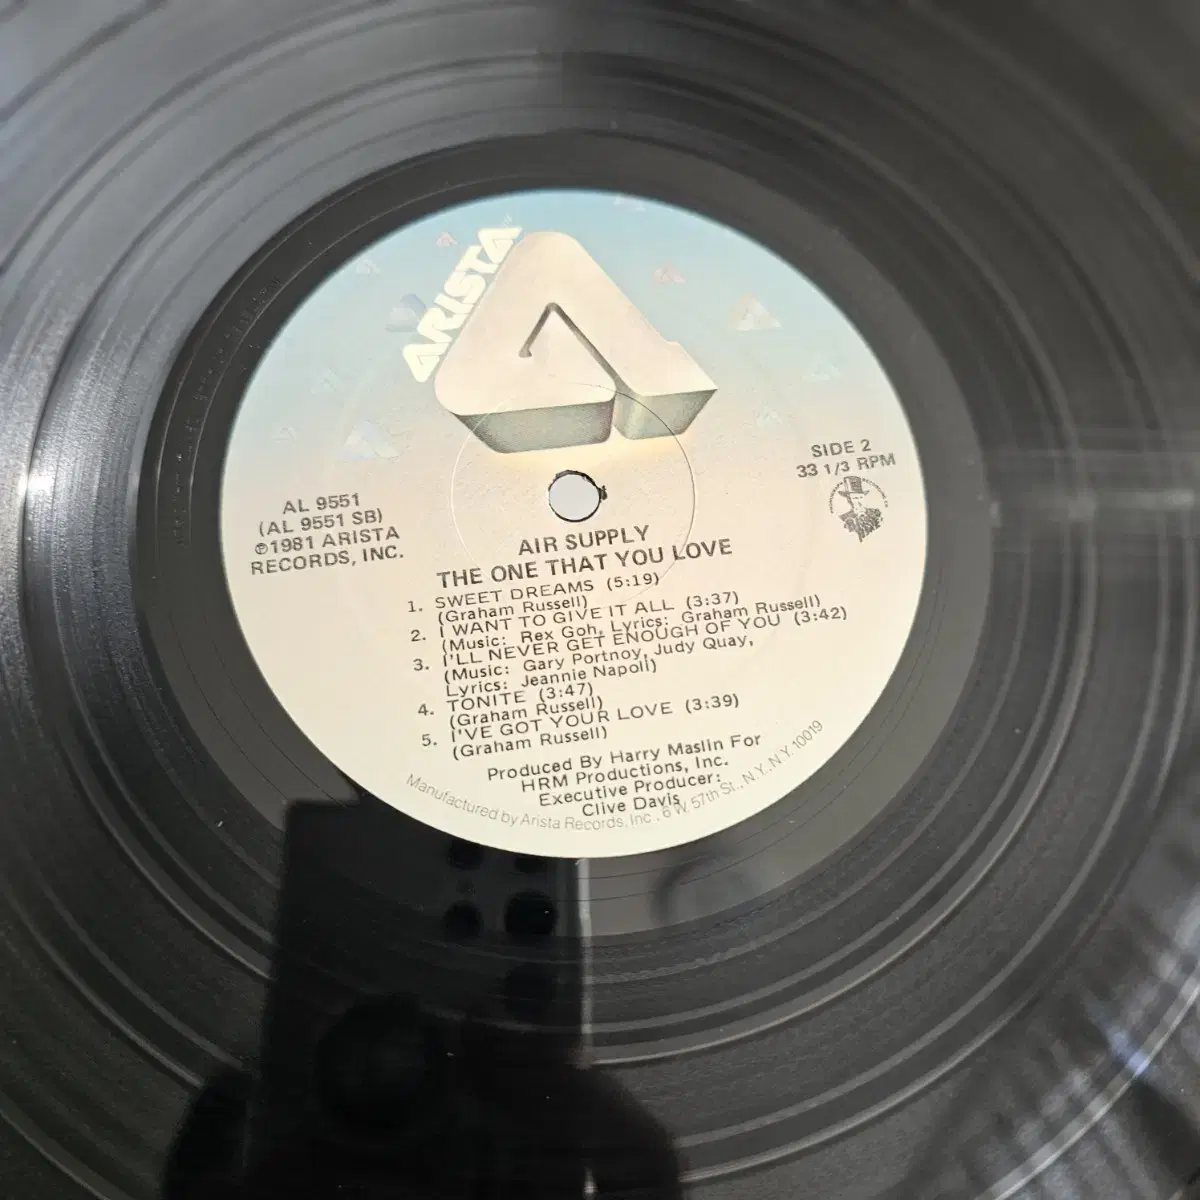 ARISTA
SIDE 2
33 1/3 RPM
AL 9551
(AL 9551 SB)
℗1981 ARISTA
RECORDS, INC.
AIR SUPPLY
THE ONE THAT YOU LOVE
1. SWEET DREAMS (5:19)
(Graham Russell)
2. I WANT TO GIVE IT ALL (3:37)
(Music: Rex Goh, Lyrics: Graham Russell)
3. I'LL NEVER GET ENOUGH OF YOU (3:42)
(Music: Gary Portnoy, Judy Quay,
Lyrics: Jeannie Napoli)
4. TONITE (3:47)
(Graham Russell)
5. I'VE GOT YOUR LOVE (3:39)
(Graham Russell)
Produced By Harry Maslin For
HRM Productions, Inc.
Executive Producer:
Clive Davis
Manufactured by Arista Records, Inc., 6 W. 57th St., N.Y., N.Y. 10019